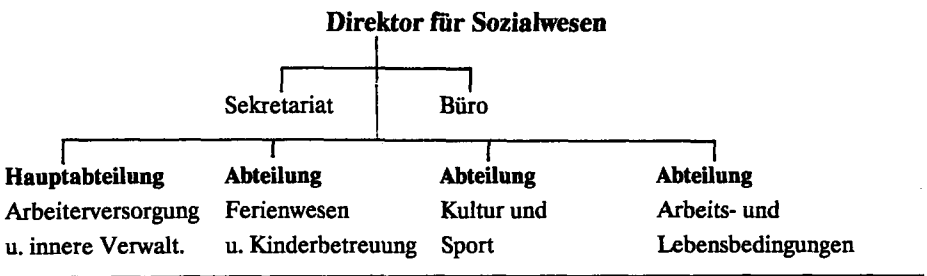 Direktor für Sozialwesen
Sekretariat Büro
Hauptabteilung Abteilung Abteilung Abteilung
Arbeiterversorgung Ferienwesen Kultur und Arbeits- und
u. innere Verwalt. u. Kinderbetreuung Sport Lebensbedingungen